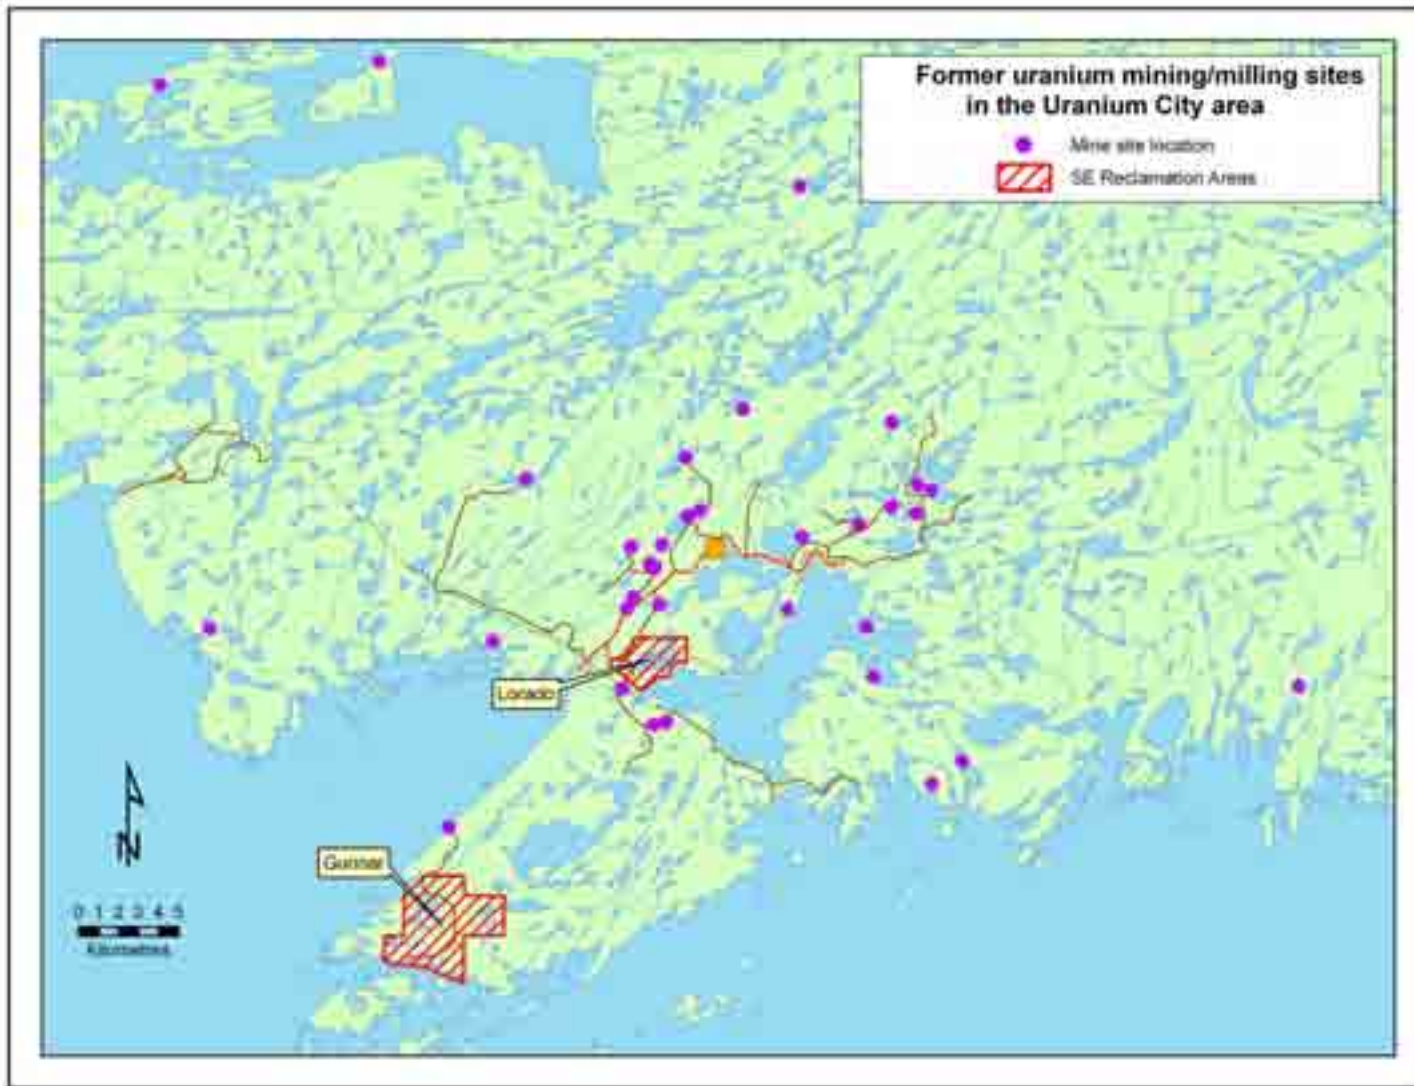 Former uranium mining/milling sites
in the Uranium City area
Mine site location
SE Reclamation Areas
Lorado
Gunnar
N
0 1 2 3 4 5
Kilometres